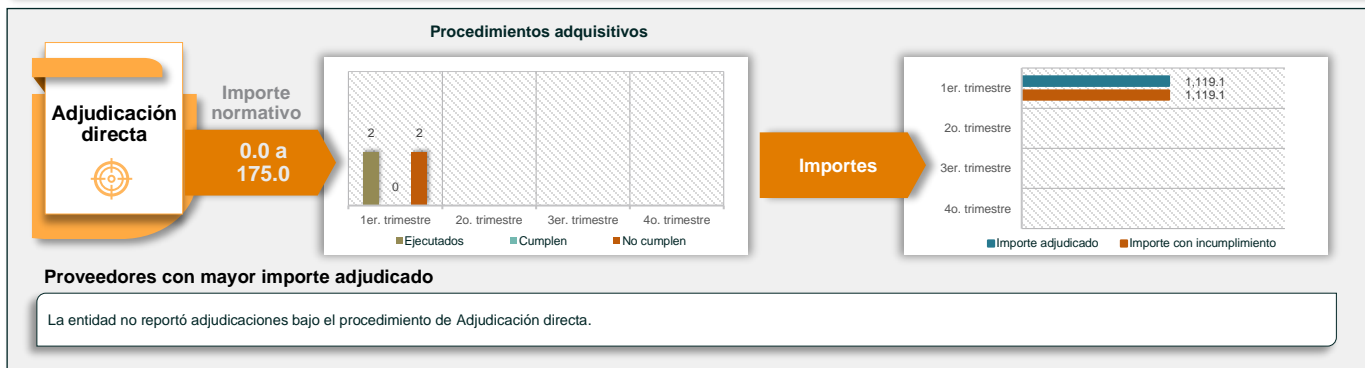 Procedimientos adquisitivos
Adjudicación
directa
Importe
normativo
0.0 a
175.0
2
0
2
1er. trimestre
2o. trimestre
3er. trimestre
4o. trimestre
Ejecutados
Cumplen
No cumplen
Importes
1er. trimestre
1,119.1
1,119.1
2o. trimestre
3er. trimestre
4o. trimestre
Importe adjudicado
Importe con incumplimiento
Proveedores con mayor importe adjudicado
La entidad no reportó adjudicaciones bajo el procedimiento de Adjudicación directa.